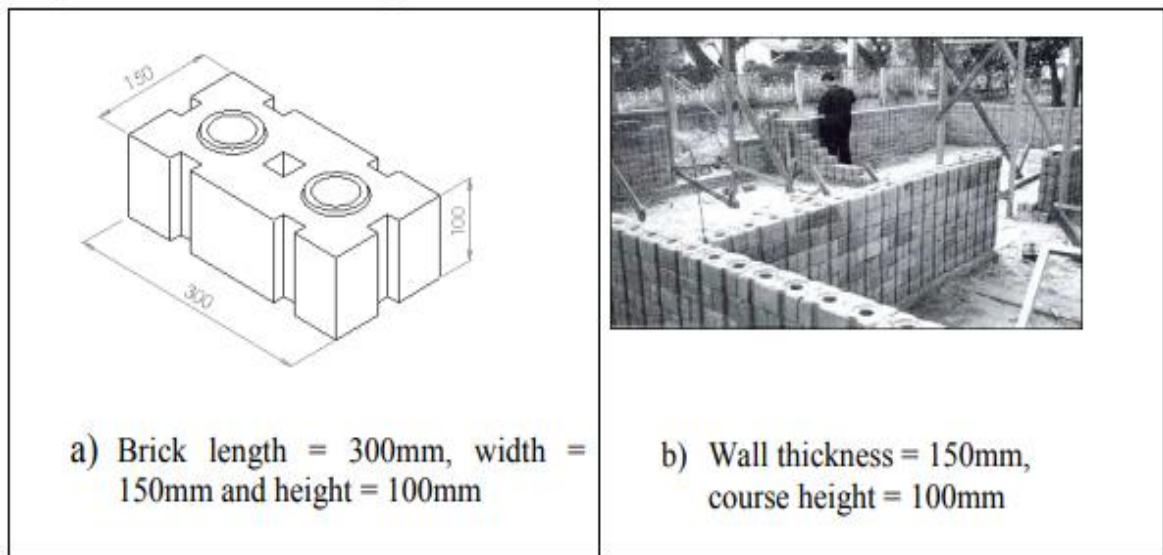 150
100
300
a) Brick length = 300mm, width =
150mm and height = 100mm
b) Wall thickness = 150mm,
course height = 100mm